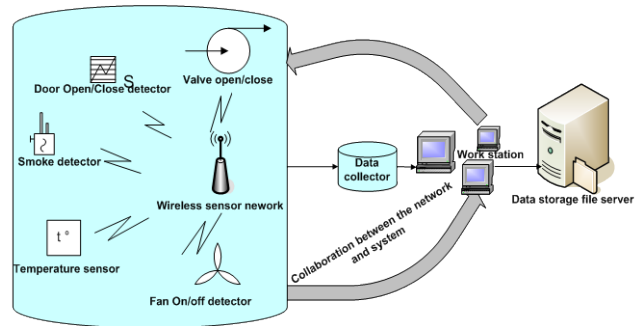 S
Door Open/Close detector
Valve open/close
Smoke detector
Wireless sensor nework
t°
Temperature sensor
Fan On/off detector
Data
collector
Work station
Data storage file server
Collaboration between the network
and system